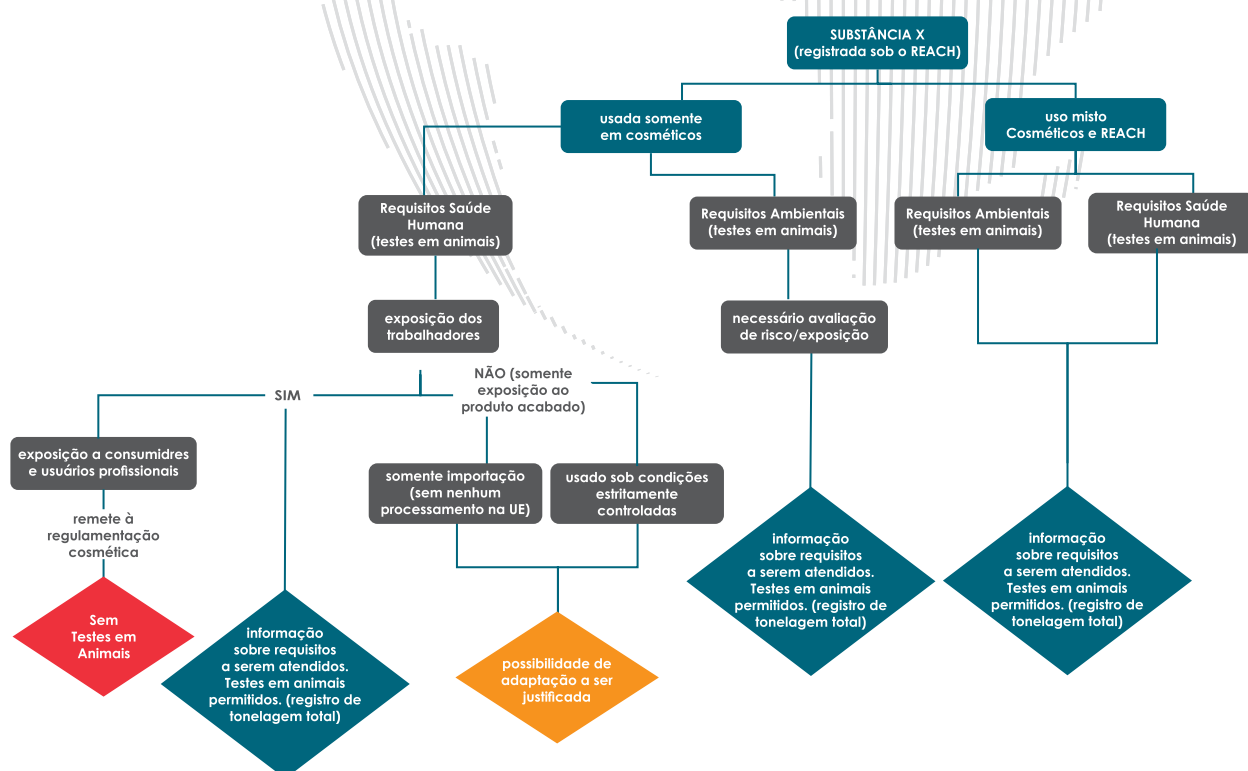 SUBSTÂNCIA X
(registrada sob o REACH)
usada somente
em cosméticos
uso misto
Cosméticos e REACH
Requisitos Saúde
Humana
(testes em animais)
Requisitos Ambientais
(testes em animais)
Requisitos Ambientais
(testes em animais)
Requisitos Saúde
Humana
(testes em animais)
exposição dos
trabalhadores
necessário avaliação
de risco/exposição
SIM
NÃO (somente
exposição ao
produto acabado)
exposição a consumidres
e usuários profissionais
somente importação
(sem nenhum
processamento na UE)
usado sob condições
estritamente
controladas
remete à
regulamentação
cosmética
Sem
Testes em
Animais
informação
sobre requisitos
a serem atendidos.
Testes em animais
permitidos. (registro de
tonelagem total)
possibilidade de
adaptação a ser
justificada
informação
sobre requisitos
a serem atendidos.
Testes em animais
permitidos. (registro de
tonelagem total)
informação
sobre requisitos
a serem atendidos.
Testes em animais
permitidos. (registro de
tonelagem total)